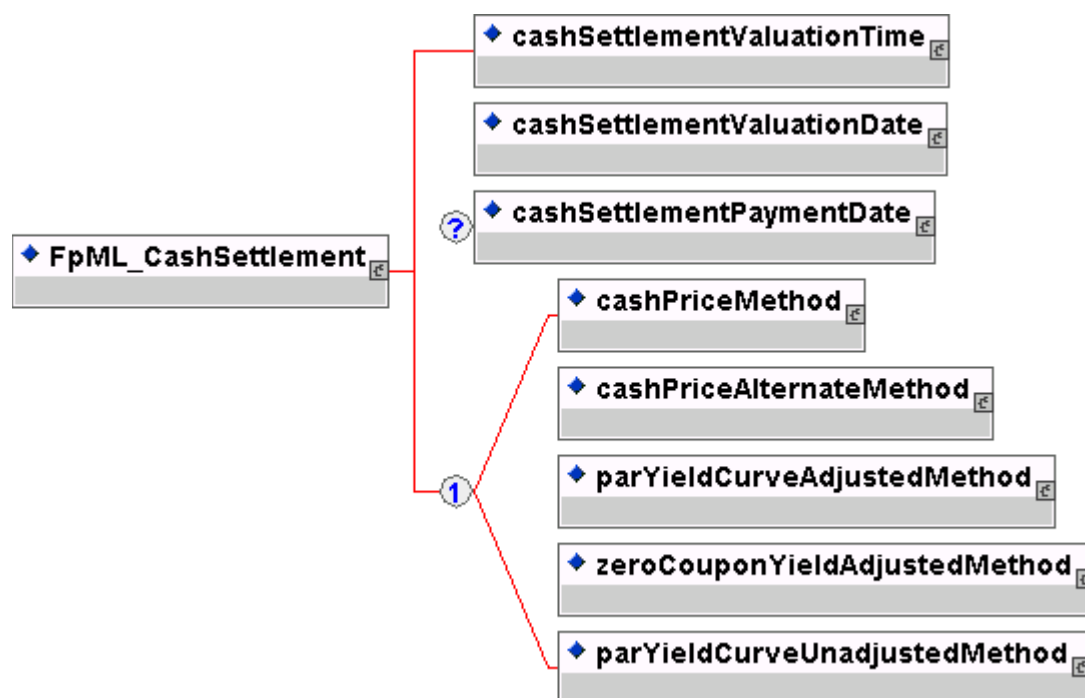 cashSettlementValuationTime
cashSettlementValuationDate
? cashSettlementPaymentDate
FpML_CashSettlement
cashPriceMethod
cashPriceAlternateMethod
1 parYieldCurveAdjustedMethod
zeroCouponYieldAdjustedMethod
parYieldCurveUnadjustedMethod